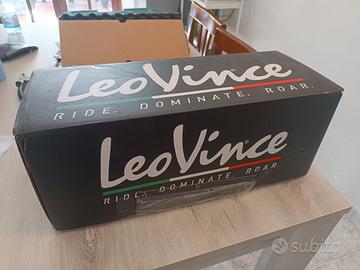 LeoVince
RIDE. DOMINATE. ROAR.
LeoVince
RIDE. DOMINATE. ROAR.
subito